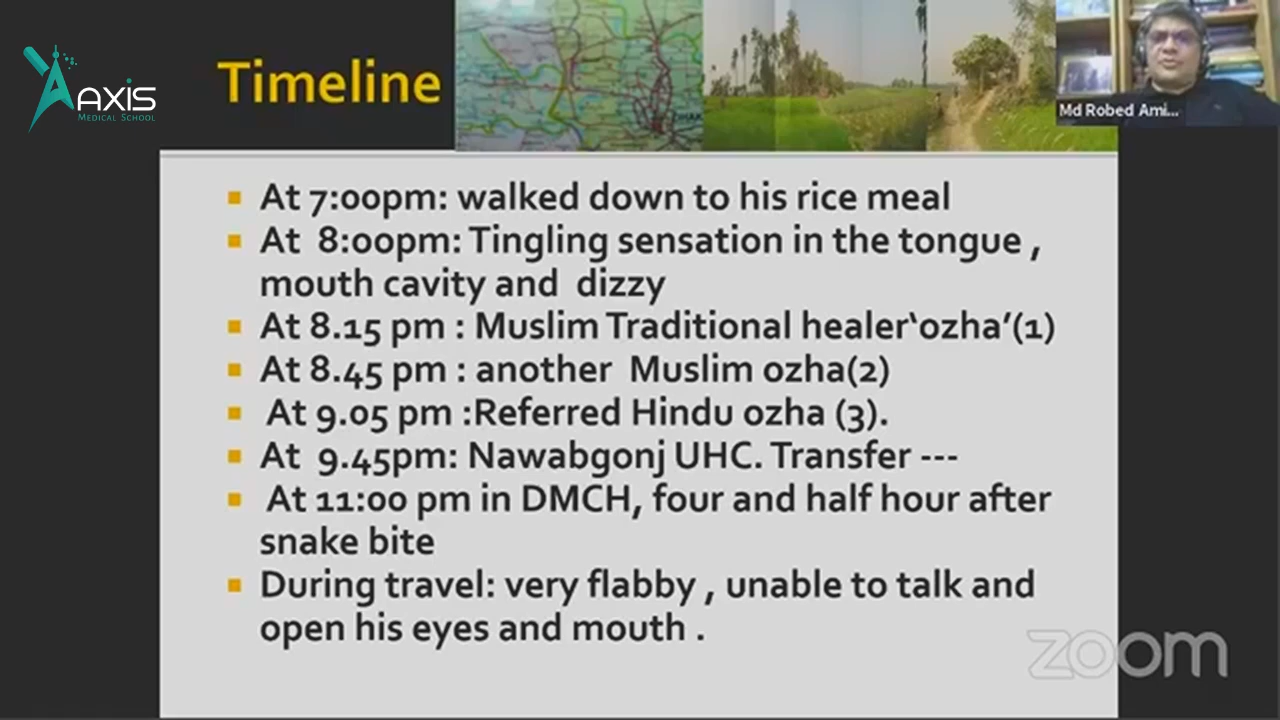 AXIS
MEDICAL SCHOOL
Timeline
DHAK
Md Robed Ami...
At 7:00pm: walked down to his rice meal
At 8:00pm: Tingling sensation in the tongue ,
mouth cavity and dizzy
At 8.15 pm : Muslim Traditional healer‘ozha’(1)
At 8.45 pm : another Muslim ozha(2)
At 9.05 pm :Referred Hindu ozha (3).
At 9.45pm: Nawabgonj UHC. Transfer ---
At 11:00 pm in DMCH, four and half hour after
snake bite
During travel: very flabby , unable to talk and
open his eyes and mouth .
zoom